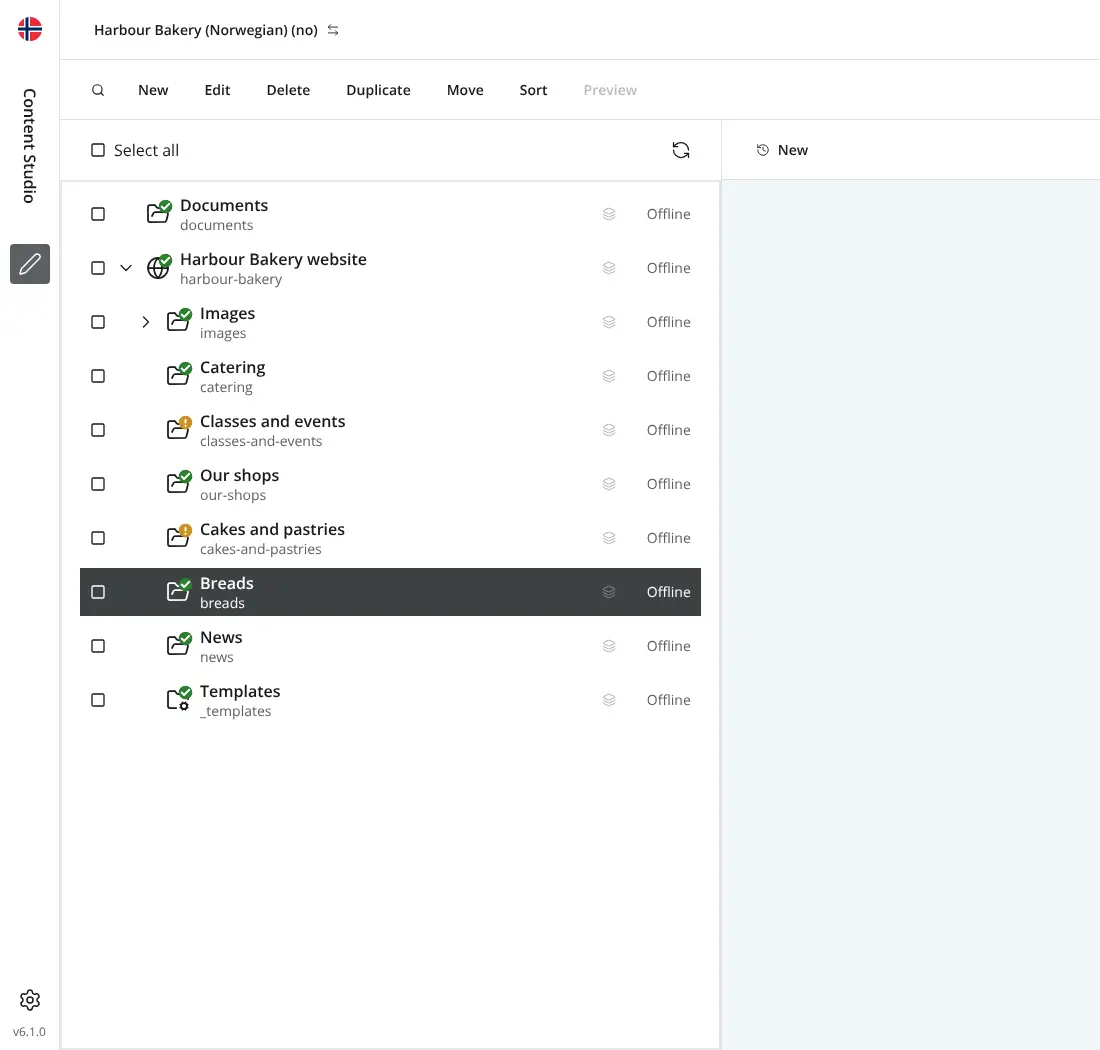 Harbour Bakery (Norwegian) (no)
Content Studio
New Edit Delete Duplicate Move Sort Preview
Select all
New
Documents
documents
Offline
Harbour Bakery website
harbour-bakery
Offline
Images
images
Offline
Catering
catering
Offline
Classes and events
classes-and-events
Offline
Our shops
our-shops
Offline
Cakes and pastries
cakes-and-pastries
Offline
Breads
breads
Offline
News
news
Offline
Templates
_templates
Offline
v6.1.0